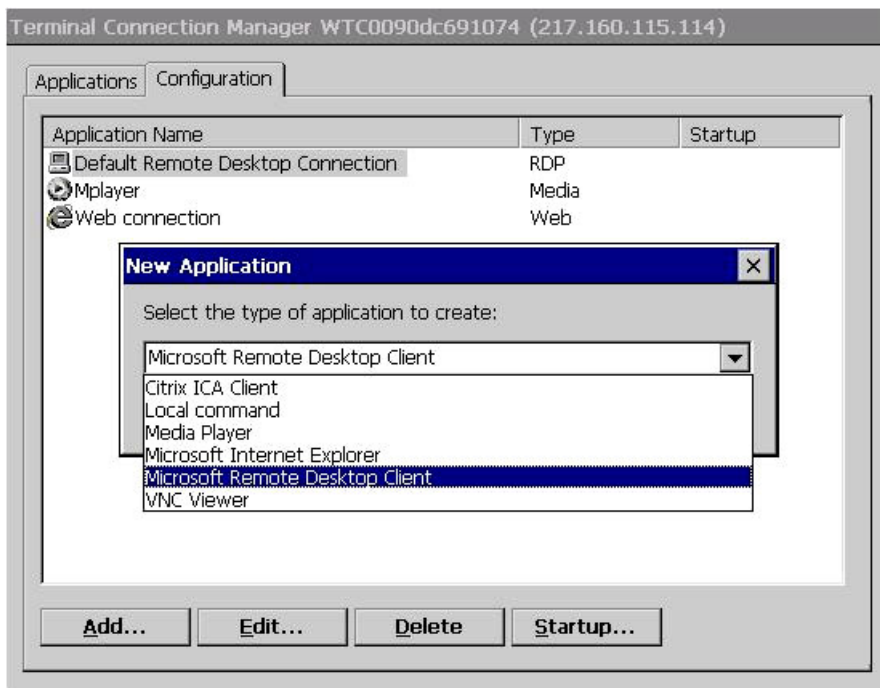 Terminal Connection Manager WTC0090dc691074 (217.160.115.114)
Applications Configuration
Application Name Type Startup
Default Remote Desktop Connection RDP
Mplayer Media
Web connection Web
New Application
Select the type of application to create:
Microsoft Remote Desktop Client
Citrix ICA Client
Local command
Media Player
Microsoft Internet Explorer
Microsoft Remote Desktop Client
VNC Viewer
Add... Edit... Delete Startup...